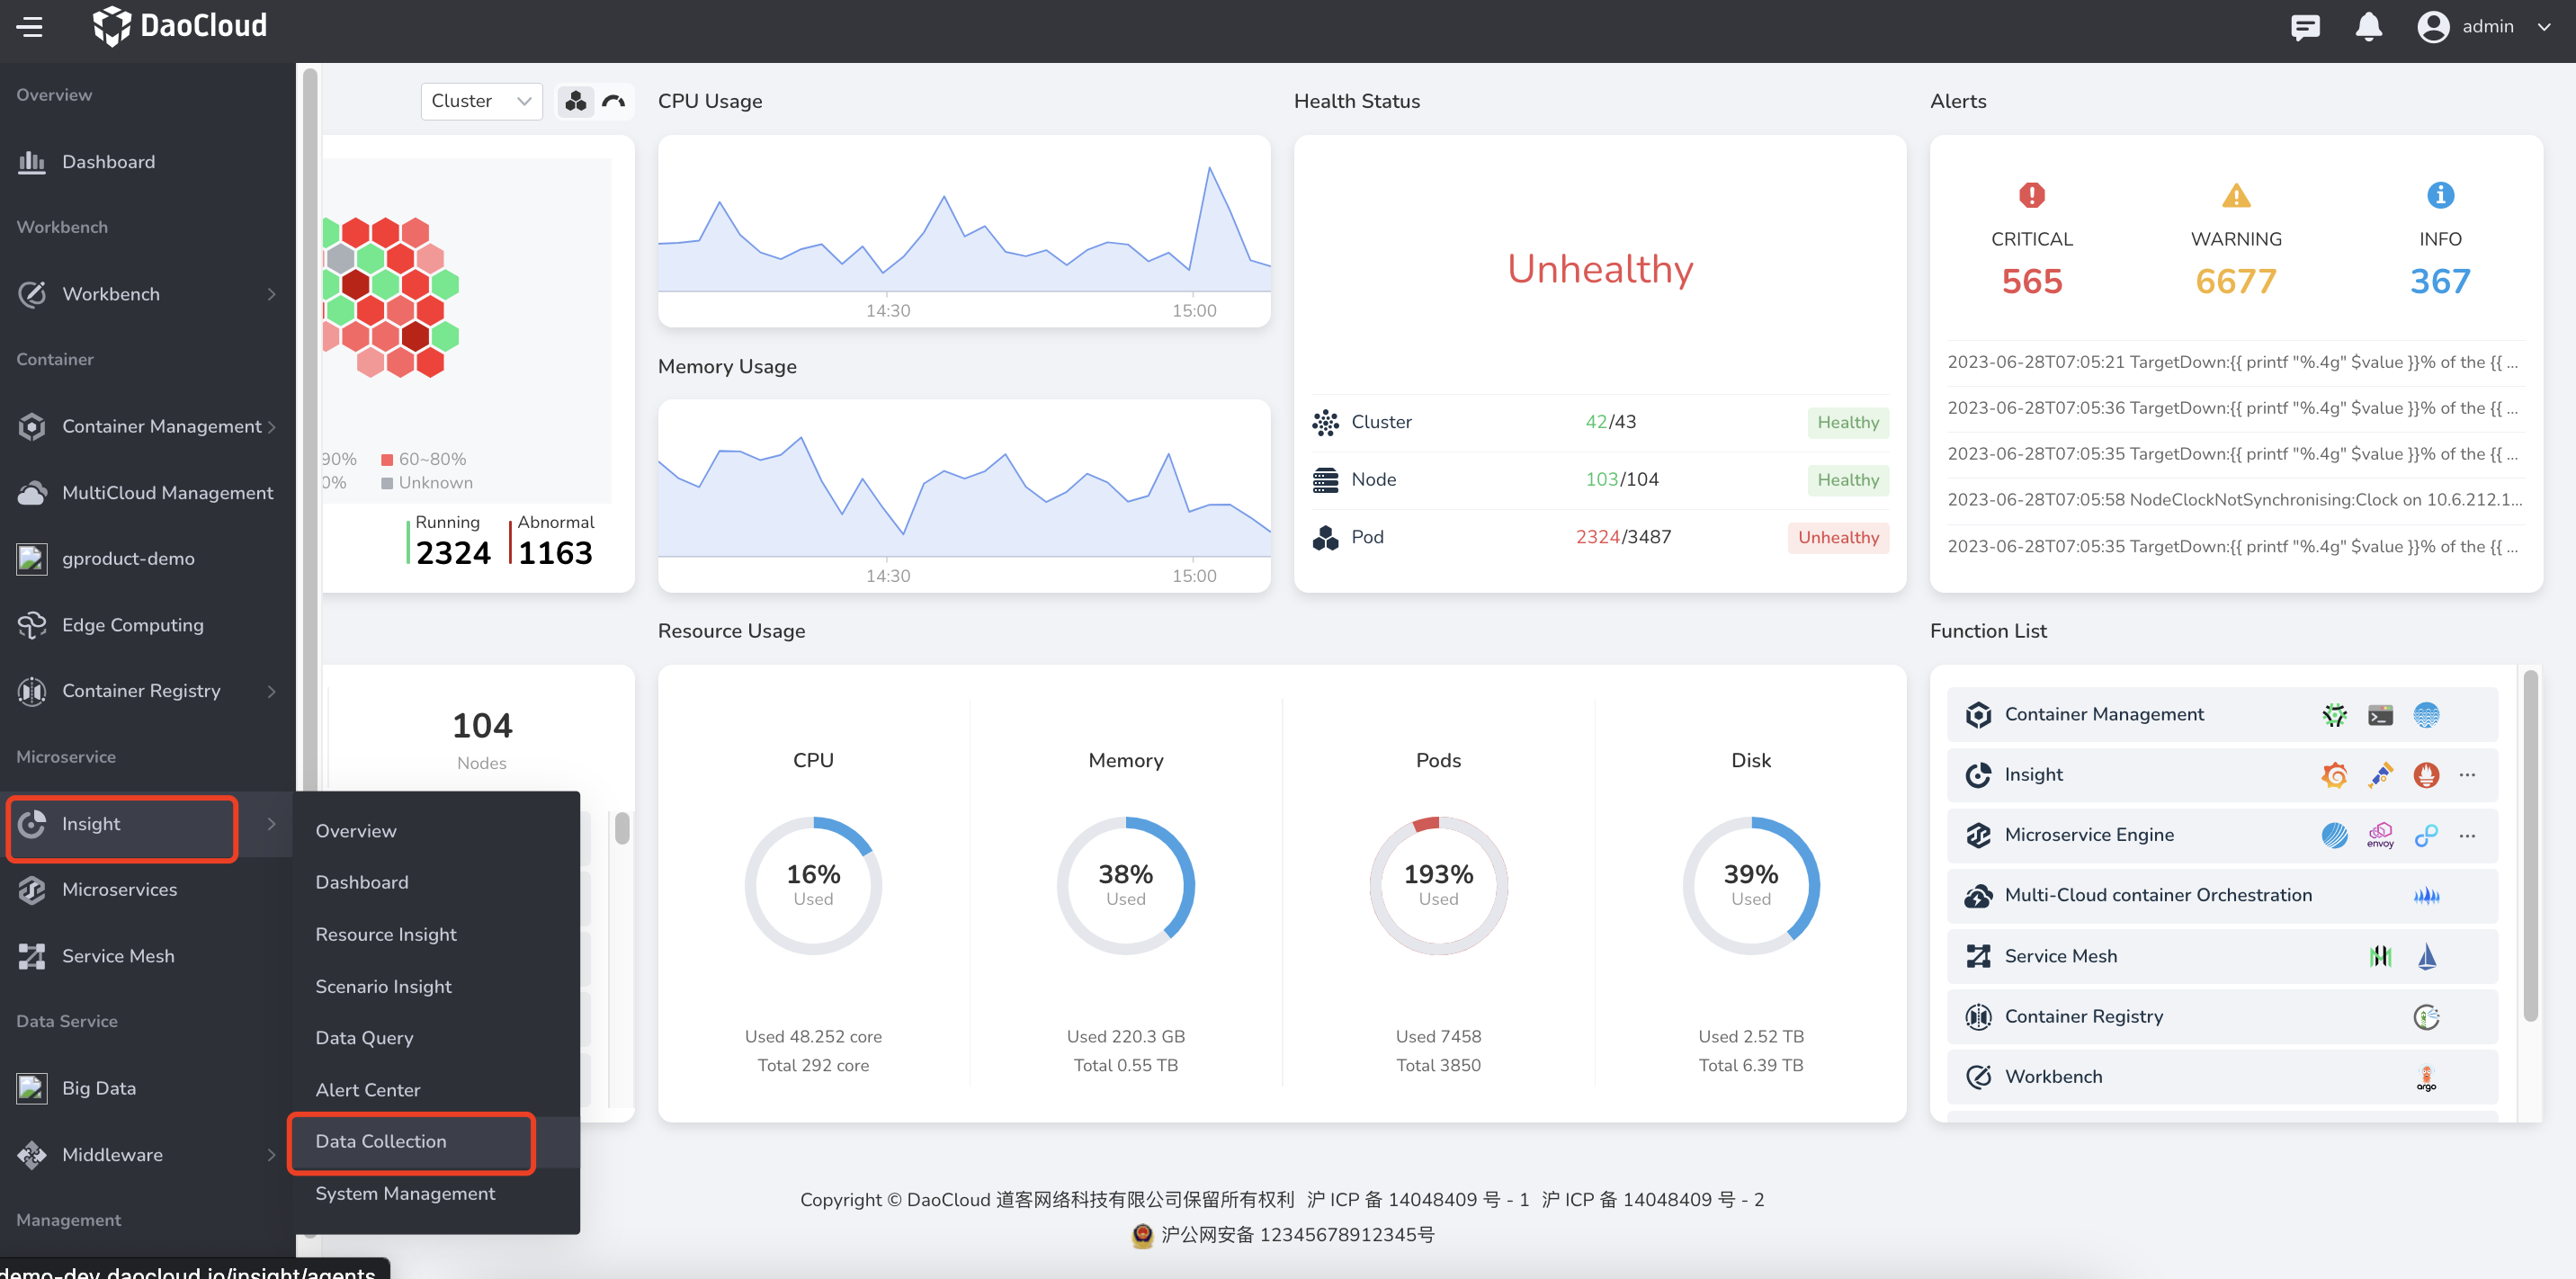 DaoCloud
admin
Overview
Dashboard
Workbench
Workbench
Container
Container Management
MultiCloud Management
gproduct-demo
Edge Computing
Container Registry
Microservice
Insight
Microservices
Service Mesh
Data Service
Big Data
Middleware
Management
demo-dev.daocloud.io/insight/agents
Overview
Dashboard
Resource Insight
Scenario Insight
Data Query
Alert Center
Data Collection
System Management
Cluster
90%
60~80%
0%
Unknown
Running
2324
Abnormal
1163
104
Nodes
CPU Usage
14:30
15:00
Memory Usage
14:30
15:00
Health Status
Unhealthy
Cluster 42/43 Healthy
Node 103/104 Healthy
Pod 2324/3487 Unhealthy
Alerts
CRITICAL
565
WARNING
6677
INFO
367
2023-06-28T07:05:21 TargetDown:{{ printf "%.4g" $value }}% of the {{ ...
2023-06-28T07:05:36 TargetDown:{{ printf "%.4g" $value }}% of the {{ ...
2023-06-28T07:05:35 TargetDown:{{ printf "%.4g" $value }}% of the {{ ...
2023-06-28T07:05:58 NodeClockNotSynchronising:Clock on 10.6.212.1...
2023-06-28T07:05:35 TargetDown:{{ printf "%.4g" $value }}% of the {{ ...
Resource Usage
CPU
16%
Used
Used 48.252 core
Total 292 core
Memory
38%
Used
Used 220.3 GB
Total 0.55 TB
Pods
193%
Used
Used 7458
Total 3850
Disk
39%
Used
Used 2.52 TB
Total 6.39 TB
Function List
Container Management
Insight
Microservice Engine
envoy
Multi-Cloud container Orchestration
Service Mesh
Container Registry
Workbench
argo
Copyright © DaoCloud 道客网络科技有限公司保留所有权利 沪 ICP 备 14048409 号 - 1 沪 ICP 备 14048409 号 - 2
沪公网安备 12345678912345号